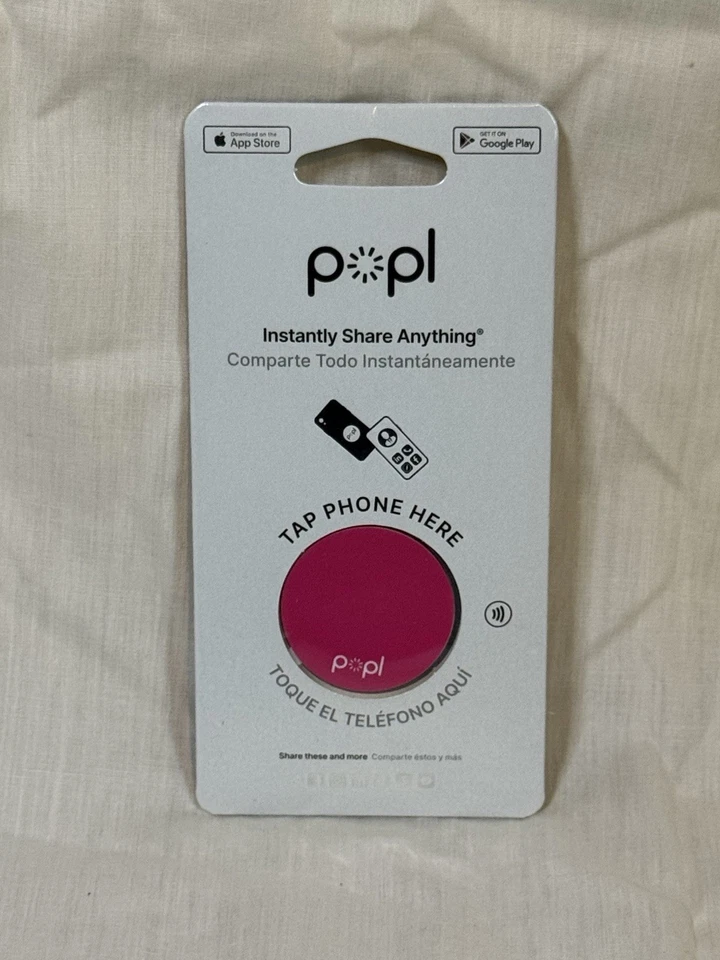 Download on the
App Store
GET IT ON
Google Play
popl
Instantly Share Anything®
Comparte Todo Instantáneamente
TAP PHONE HERE
popl
TOQUE EL TELÉFONO AQUÍ
Share these and more Comparte éstos y más